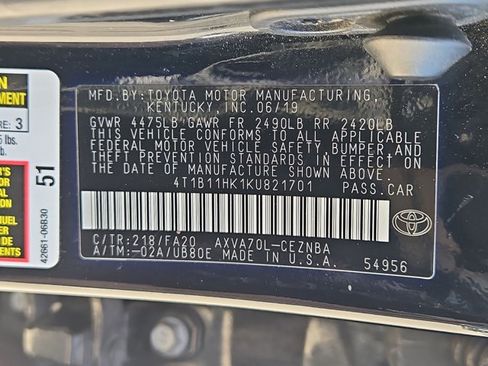 MFD.BY:TOYOTA MOTOR MANUFACTURING,
KENTUCKY, INC.06/19
GVWR 4475LB GAWR FR 2490LB RR 2420LB
THIS VEHICLE CONFORMS TO ALL APPLICABLE
FEDERAL MOTOR VEHICLE SAFETY, BUMPER, AND
THEFT PREVENTION STANDARDS IN EFFECT ON
THE DATE OF MANUFACTURE SHOWN ABOVE.
4T1B11HK1KU821701 PASS.CAR
C/TR:218/FA20 AXVA70L-CEZNBA
A/TM:-02A/UB80E MADE IN U.S.A.
54956
RE: 3
lbs.
51
42661-06B30